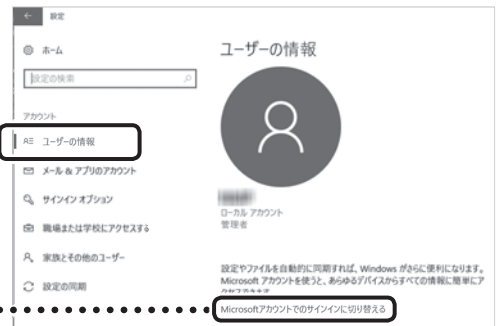 設定
ホーム
設定の検索
アカウント
ユーザーの情報
メール & アプリのアカウント
サインイン オプション
職場または学校にアクセスする
家族とその他のユーザー
設定の同期
ユーザーの情報
ローカル アカウント
管理者
設定やファイルを自動的に同期すれば、Windows がさらに便利になります。
Microsoft アカウントを使うと、あらゆるデバイスからすべての情報に簡単にア
クセスできます
Microsoftアカウントでのサインインに切り替える